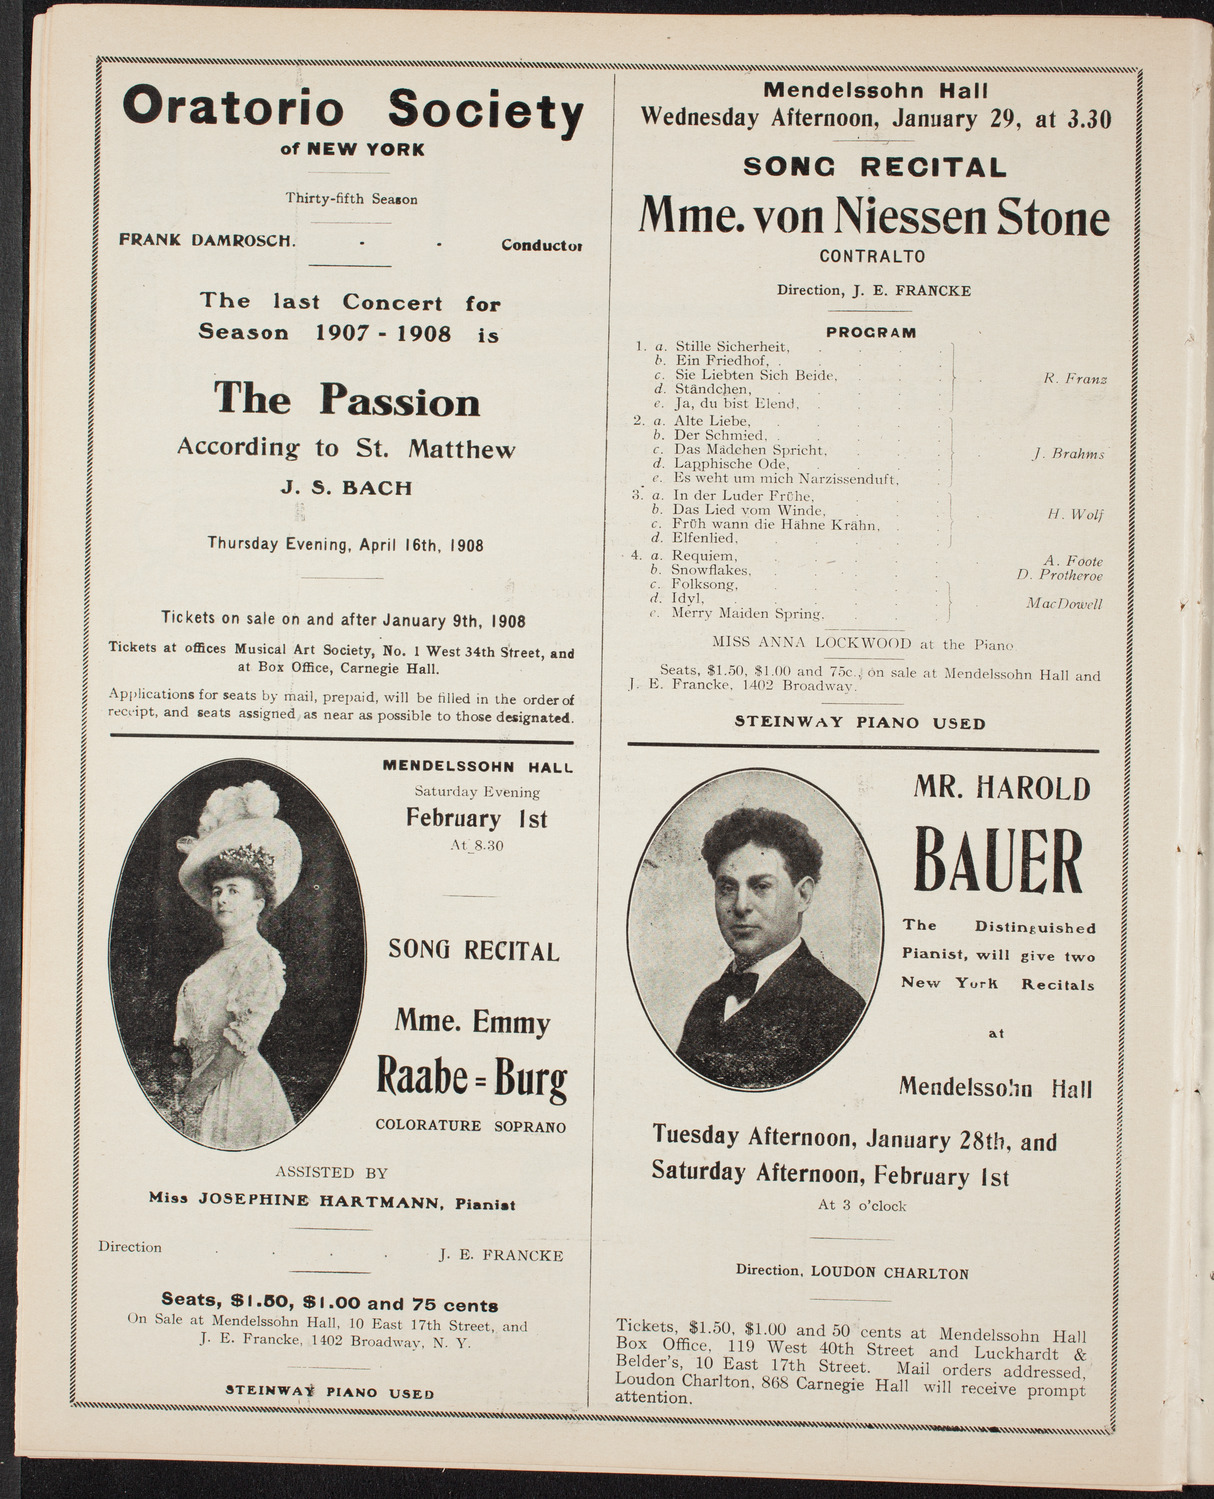 Oratorio Society
of NEW YORK
Thirty-fifth Season
FRANK DAMROSCH. - - Conductor
The last Concert for
Season 1907 - 1908 is
The Passion
According to St. Matthew
J. S. BACH
Thursday Evening, April 16th, 1908
Tickets on sale on and after January 9th, 1908
Tickets at offices Musical Art Society, No. 1 West 34th Street, and
at Box Office, Carnegie Hall.
Applications for seats by mail, prepaid, will be filled in the order of
receipt, and seats assigned as near as possible to those designated.
MENDELSSOHN HALL
Saturday Evening
February 1st
At 8.30
SONG RECITAL
Mme. Emmy
Raabe=Burg
COLORATURE SOPRANO
ASSISTED BY
Miss JOSEPHINE HARTMANN, Pianist
Direction . . . . J. E. FRANCKE
Seats, $1.50, $1.00 and 75 cents
On Sale at Mendelssohn Hall, 10 East 17th Street, and
J. E. Francke, 1402 Broadway, N. Y.
STEINWAY PIANO USED
Mendelssohn Hall
Wednesday Afternoon, January 29, at 3.30
SONG RECITAL
Mme. von Niessen Stone
CONTRALTO
Direction, J. E. FRANCKE
PROGRAM
1. a. Stille Sicherheit,
b. Ein Friedhof,
c. Sie Liebten Sich Beide, R. Franz
d. Ständchen,
e. Ja, du bist Elend,
2. a. Alte Liebe,
b. Der Schmied,
c. Das Mädchen Spricht, J. Brahms
d. Lapphische Ode,
e. Es weht um mich Narzissenduft,
3. a. In der Luder Frühe,
b. Das Lied vom Winde, H. Wolf
c. Früh wann die Hähne Krähn,
d. Elfenlied,
4. a. Requiem, A. Foote
b. Snowflakes, D. Protheroe
c. Folksong,
d. Idyl, MacDowell
e. Merry Maiden Spring.
MISS ANNA LOCKWOOD at the Piano
Seats, $1.50, $1.00 and 75c., on sale at Mendelssohn Hall and
J. E. Francke, 1402 Broadway.
STEINWAY PIANO USED
MR. HAROLD
BAUER
The Distinguished
Pianist, will give two
New York Recitals
at
Mendelssohn Hall
Tuesday Afternoon, January 28th, and
Saturday Afternoon, February 1st
At 3 o'clock
Direction, LOUDON CHARLTON
Tickets, $1.50, $1.00 and 50 cents at Mendelssohn Hall
Box Office, 119 West 40th Street and Luckhardt &
Belder's, 10 East 17th Street. Mail orders addressed,
Loudon Charlton, 868 Carnegie Hall will receive prompt
attention.